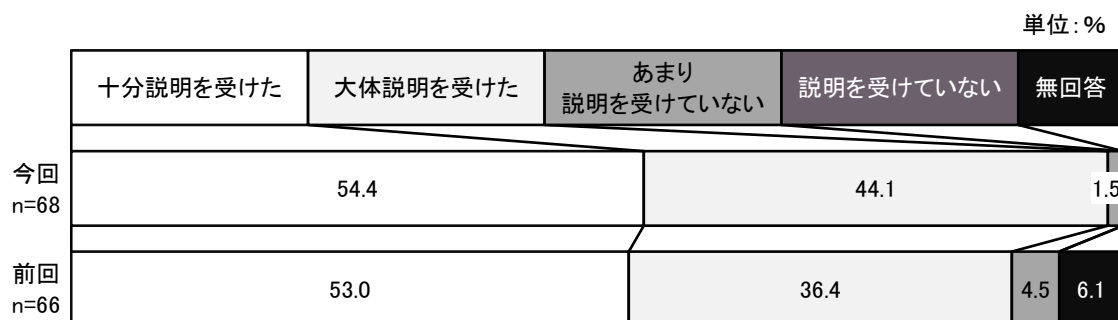 単位:%
十分説明を受けた
大体説明を受けた
あまり
説明を受けていない
説明を受けていない
無回答
今回
n=68
54.4
44.1
1.5
前回
n=66
53.0
36.4
4.5
6.1